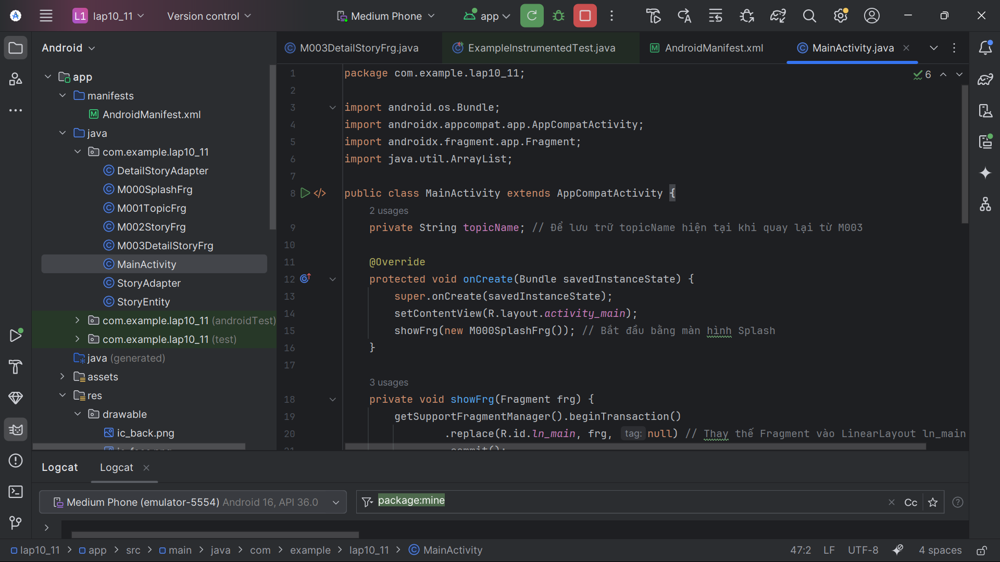 L1 lap10_11 Version control Medium Phone app
Android
app
manifests
AndroidManifest.xml
java
com.example.lap10_11
DetailStoryAdapter
M000SplashFrg
M001TopicFrg
M002StoryFrg
M003DetailStoryFrg
MainActivity
StoryAdapter
StoryEntity
com.example.lap10_11 (androidTest)
com.example.lap10_11 (test)
java (generated)
assets
res
drawable
ic_back.png
M003DetailStoryFrg.java ExampleInstrumentedTest.java AndroidManifest.xml MainActivity.java
6
1 package com.example.lap10_11;
2
3 import android.os.Bundle;
4 import androidx.appcompat.app.AppCompatActivity;
5 import androidx.fragment.app.Fragment;
6 import java.util.ArrayList;
7
8 public class MainActivity extends AppCompatActivity {
2 usages
9 private String topicName; // Để lưu trữ topicName hiện tại khi quay lại từ M003
10
11 @Override
12 protected void onCreate(Bundle savedInstanceState) {
13 super.onCreate(savedInstanceState);
14 setContentView(R.layout.activity_main);
15 showFrg(new M000SplashFrg()); // Bắt đầu bằng màn hình Splash
16 }
17
3 usages
18 private void showFrg(Fragment frg) {
19 getSupportFragmentManager().beginTransaction()
20 .replace(R.id.ln_main, frg, tag: null) // Thay thế Fragment vào LinearLayout ln_main
21 .commit();
Logcat Logcat
Medium Phone (emulator-5554) Android 16, API 36.0 package:mine Cc
lap10_11 app src main java com example lap10_11 MainActivity 47:2 LF UTF-8 4 spaces